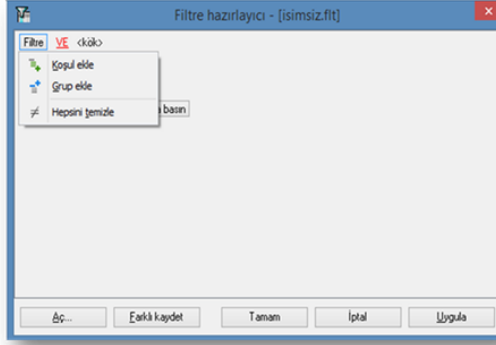 Filtre hazırlayıcı - [isimsiz.flt]
Filtre VE <kök>
Koşul ekle
Grup ekle
basın
Hepsini temizle
Aç... Farklı kaydet Tamam İptal Uygula